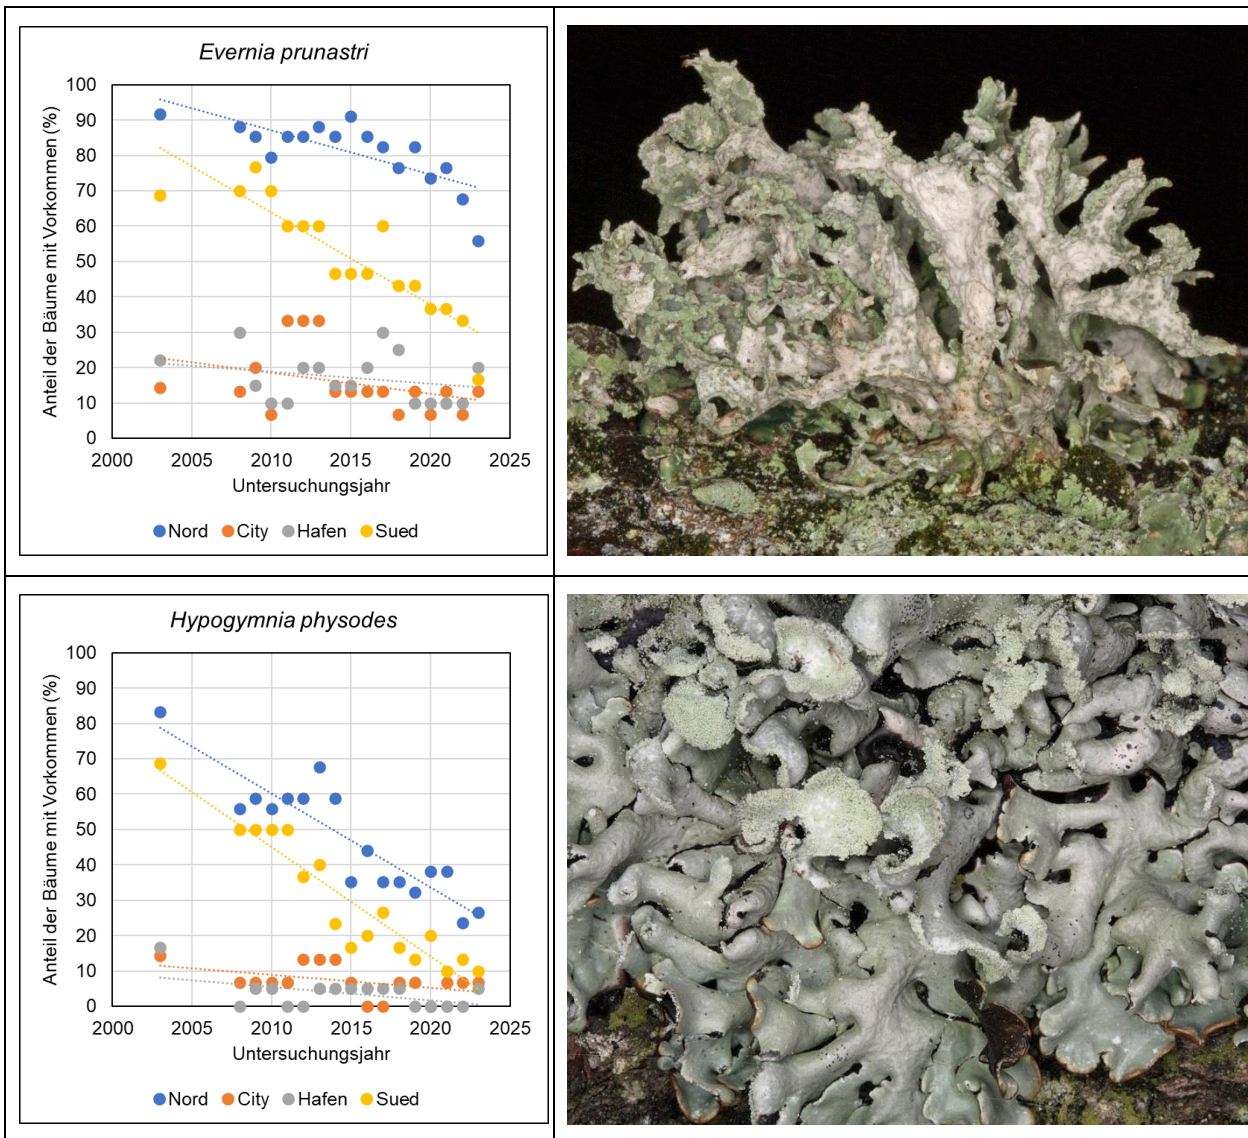 Evernia prunastri
Anteil der Bäume mit Vorkommen (%)
100
90
80
70
60
50
40
30
20
10
0
2000 2005 2010 2015 2020 2025
Untersuchungsjahr
Nord City Hafen Sued
Hypogymnia physodes
Anteil der Bäume mit Vorkommen (%)
100
90
80
70
60
50
40
30
20
10
0
2000 2005 2010 2015 2020 2025
Untersuchungsjahr
Nord City Hafen Sued